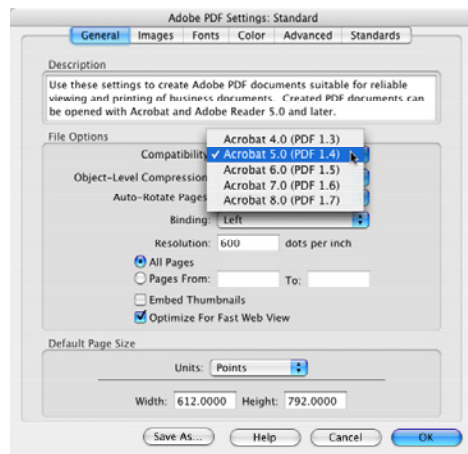 Adobe PDF Settings: Standard
General Images Fonts Color Advanced Standards
Description
Use these settings to create Adobe PDF documents suitable for reliable
viewing and printing of business documents. Created PDF documents can
be opened with Acrobat and Adobe Reader 5.0 and later.
File Options
Acrobat 4.0 (PDF 1.3)
Compatibility ✓ Acrobat 5.0 (PDF 1.4)
Acrobat 6.0 (PDF 1.5)
Object-Level Compression Acrobat 7.0 (PDF 1.6)
Auto-Rotate Pages Acrobat 8.0 (PDF 1.7)
Binding: Left
Resolution: 600 dots per inch
All Pages
Pages From: To:
Embed Thumbnails
Optimize For Fast Web View
Default Page Size
Units: Points
Width: 612.0000 Height: 792.0000
Save As... Help Cancel OK